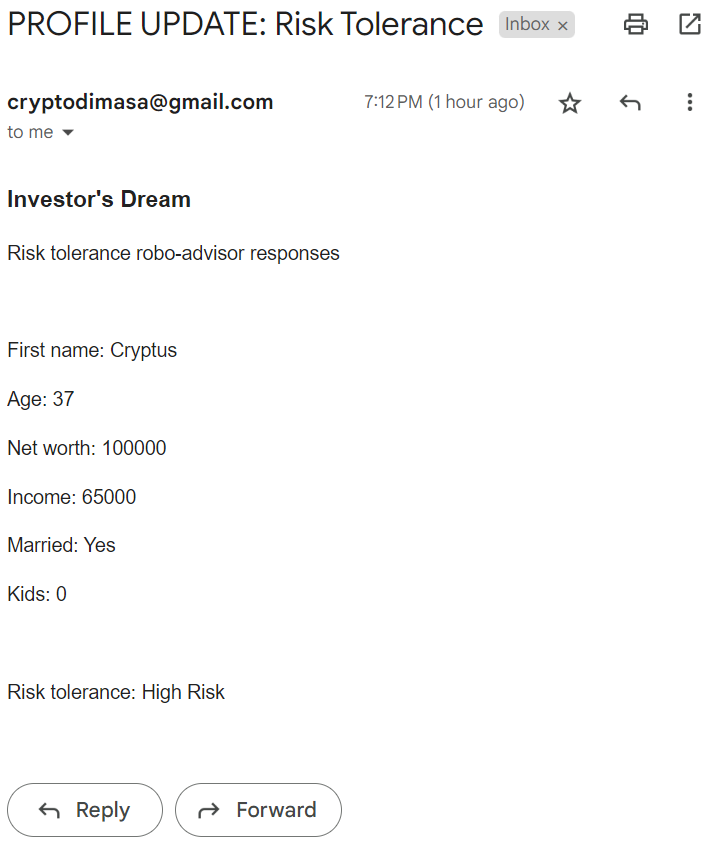 PROFILE UPDATE: Risk Tolerance Inbox ×
cryptodimasa@gmail.com 7:12 PM (1 hour ago)
to me
Investor's Dream
Risk tolerance robo-advisor responses
First name: Cryptus
Age: 37
Net worth: 100000
Income: 65000
Married: Yes
Kids: 0
Risk tolerance: High Risk
Reply Forward